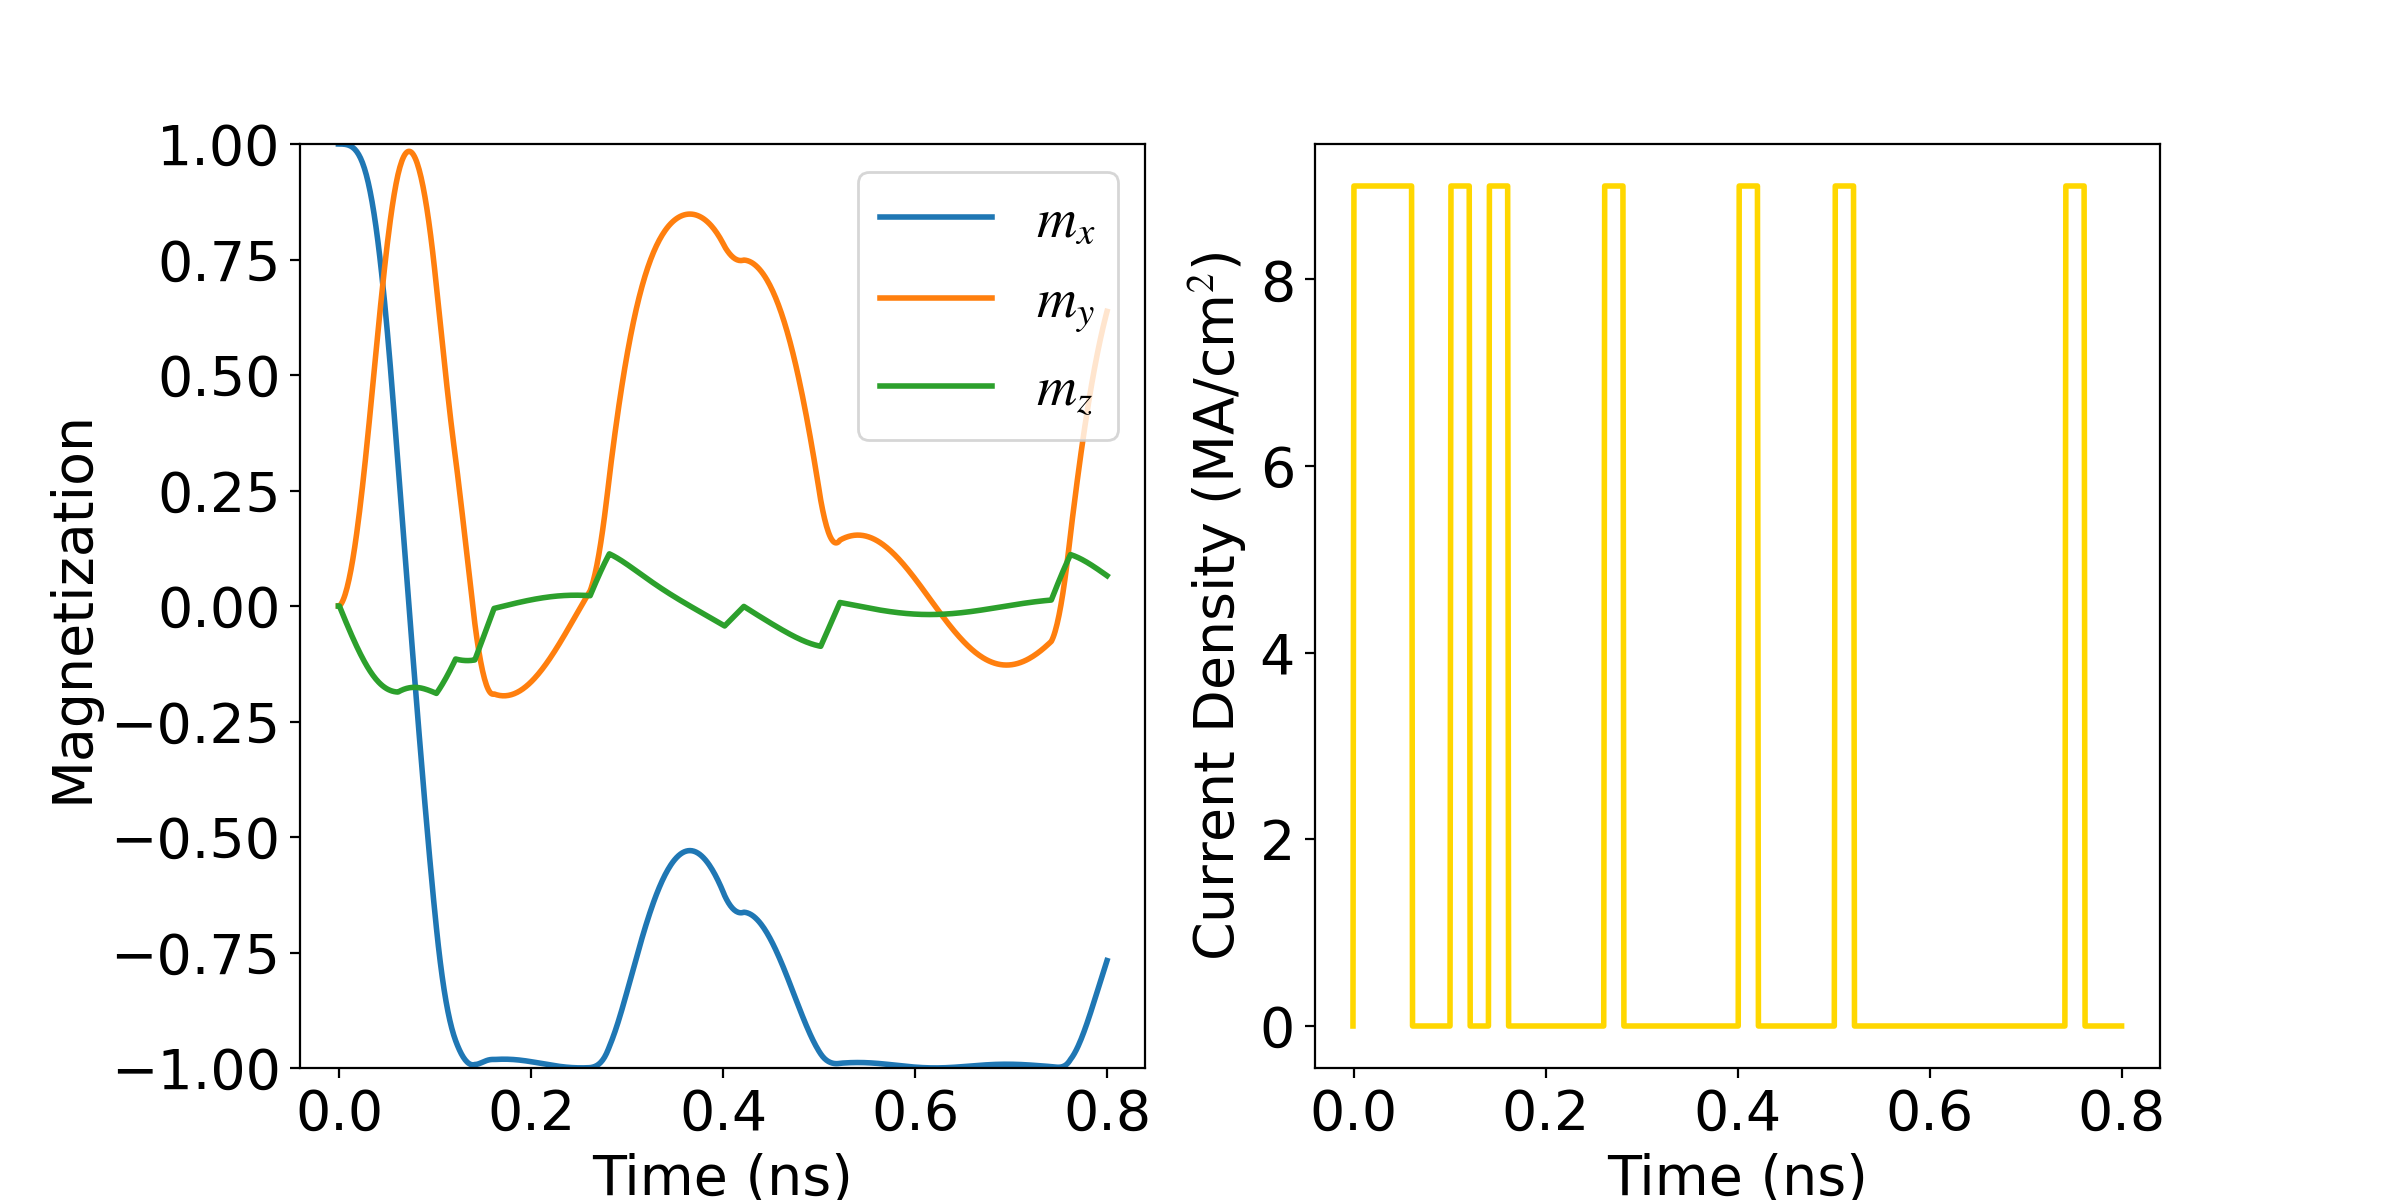 1.00
0.75
0.50
0.25
0.00
−0.25
−0.50
−0.75
−1.00
Magnetization
0.0 0.2 0.4 0.6 0.8
Time (ns)
m_x
m_y
m_z
8
6
4
2
0
Current Density (MA/cm²)
0.0 0.2 0.4 0.6 0.8
Time (ns)